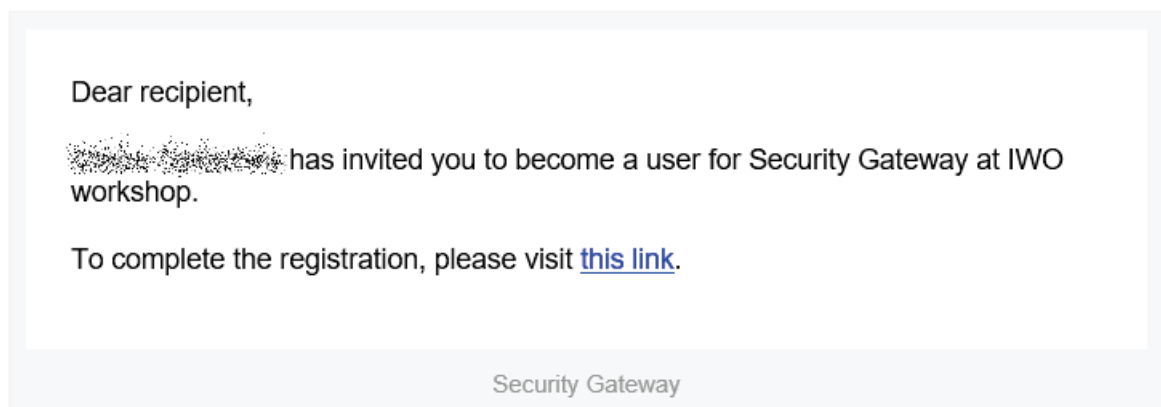 Dear recipient,
has invited you to become a user for Security Gateway at IWO
workshop.
To complete the registration, please visit this link.
Security Gateway